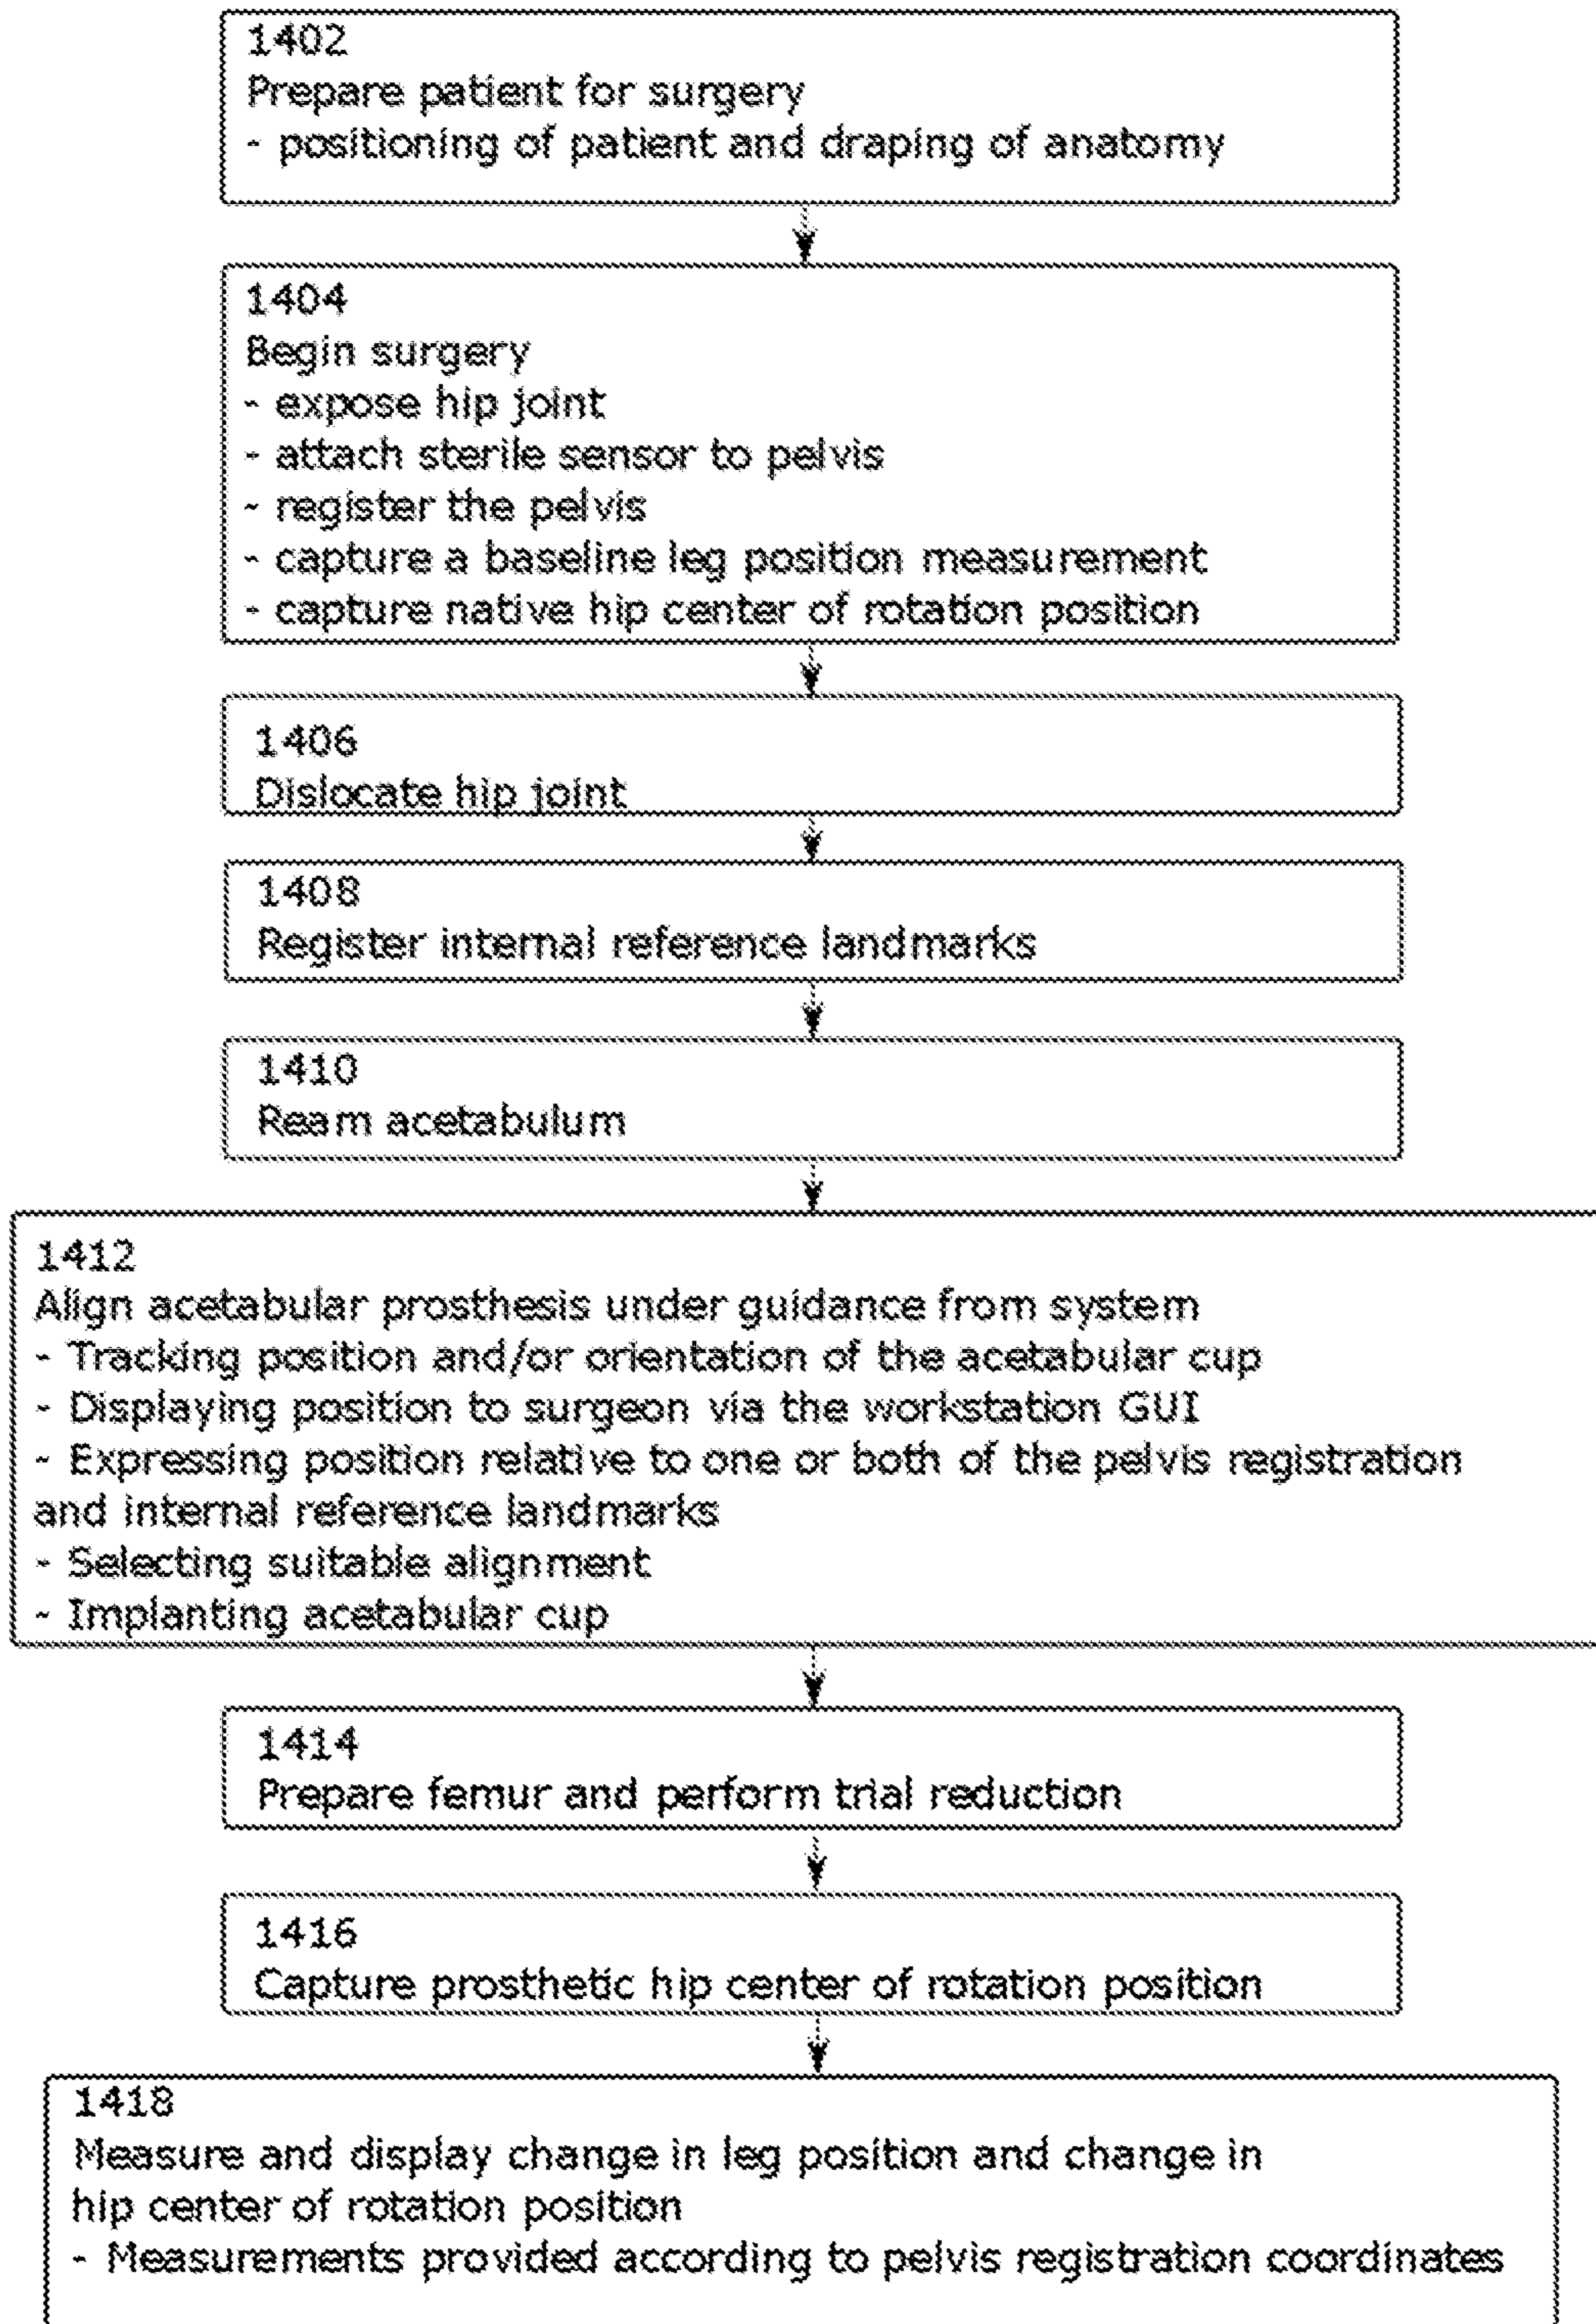 1402
Prepare patient for surgery
- positioning of patient and draping of anatomy
1404
Begin surgery
- expose hip joint
- attach sterile sensor to pelvis
- register the pelvis
- capture a baseline leg position measurement
- capture native hip center of rotation position
1406
Dislocate hip joint
1408
Register internal reference landmarks
1410
Ream acetabulum
1412
Align acetabular prosthesis under guidance from system
- Tracking position and/or orientation of the acetabular cup
- Displaying position to surgeon via the workstation GUI
- Expressing position relative to one or both of the pelvis registration
and internal reference landmarks
- Selecting suitable alignment
- Implanting acetabular cup
1414
Prepare femur and perform trial reduction
1416
Capture prosthetic hip center of rotation position
1418
Measure and display change in leg position and change in
hip center of rotation position
- Measurements provided according to pelvis registration coordinates